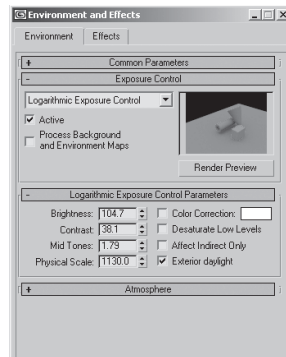 Environment and Effects
Environment Effects
+ Common Parameters
- Exposure Control
Logarithmic Exposure Control
Active
Process Background
and Environment Maps
Render Preview
- Logarithmic Exposure Control Parameters
Brightness: 104.7 Color Correction:
Contrast: 38.1 Desaturate Low Levels
Mid Tones: 1.79 Affect Indirect Only
Physical Scale: 1130.0 Exterior daylight
+ Atmosphere